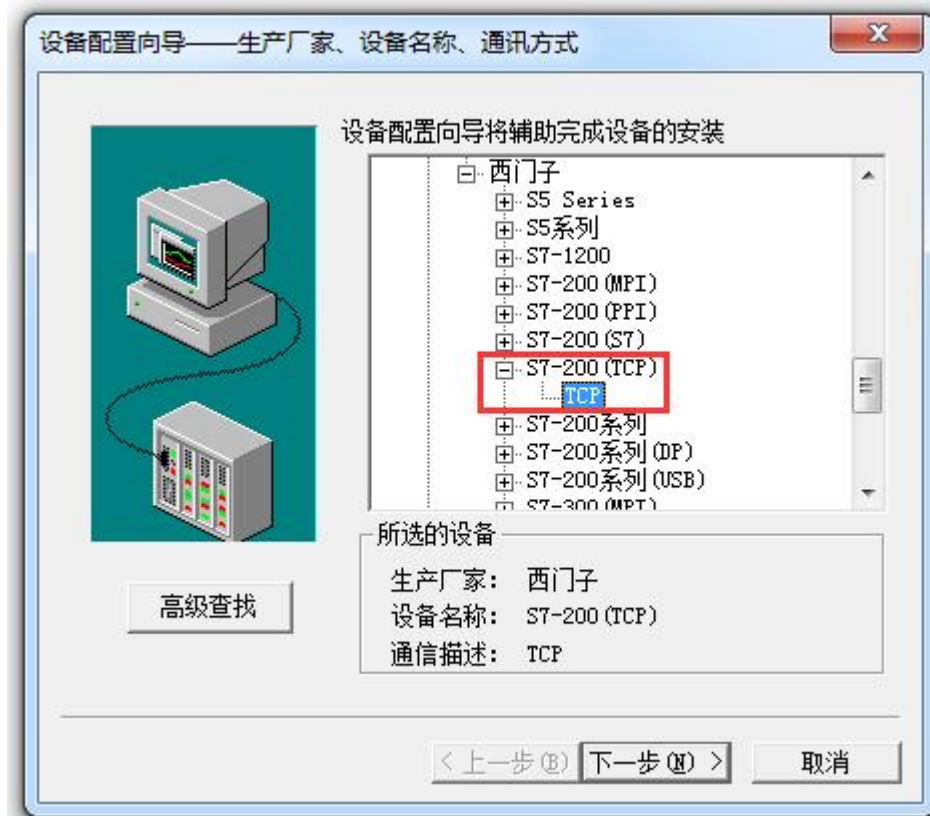 设备配置向导——生产厂家、设备名称、通讯方式
设备配置向导将辅助完成设备的安装
西门子
S5 Series
S5系列
S7-1200
S7-200(MPI)
S7-200(PPI)
S7-200(S7)
S7-200(TCP)
TCP
S7-200系列
S7-200系列(DP)
S7-200系列(USB)
S7-300(MPI)
所选的设备
生产厂家： 西门子
设备名称： S7-200(TCP)
通信描述： TCP
高级查找
<上一步(B) 下一步(N) > 取消